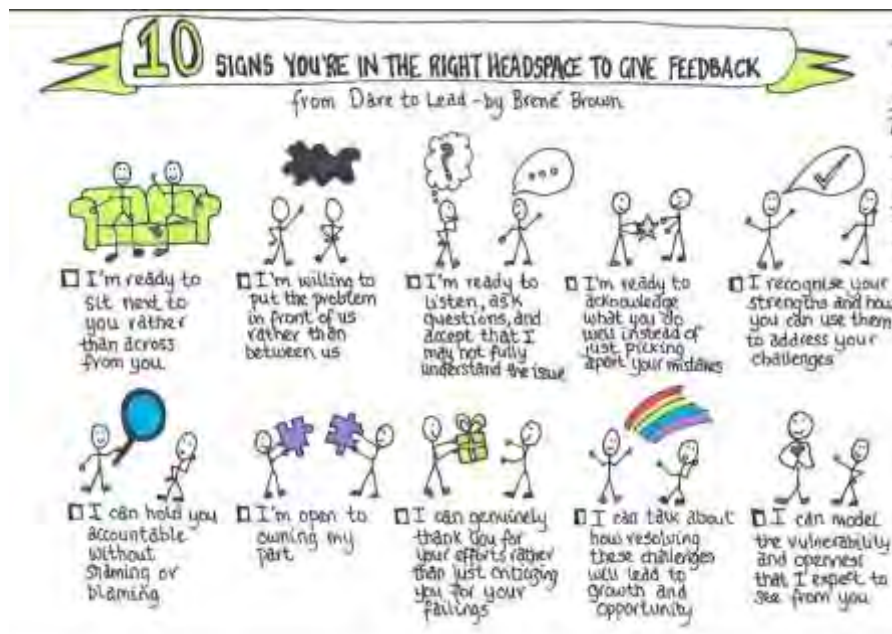 10 SIGNS YOU'RE IN THE RIGHT HEADSPACE TO GIVE FEEDBACK
from Dare to Lead - by Brené Brown
?
...
I'm ready to
sit next to
you rather
than across
from you
I'm willing to
put the problem
in front of us
rather than
between us
I'm ready to
listen, ask
questions, and
accept that I
may not fully
understand the issue
I'm ready to
acknowledge
what you do
well instead of
just picking
apart your mistakes
I recognise your
strengths and how
you can use them
to address your
challenges
I can hold you
accountable
without
shaming or
blaming
I'm open to
owning my
part
I can genuinely
thank you for
your efforts rather
than just criticizing
you for your
failings
I can talk about
how resolving
these challenges
will lead to
growth and
opportunity
I can model
the vulnerability
and openness
that I expect to
see from you